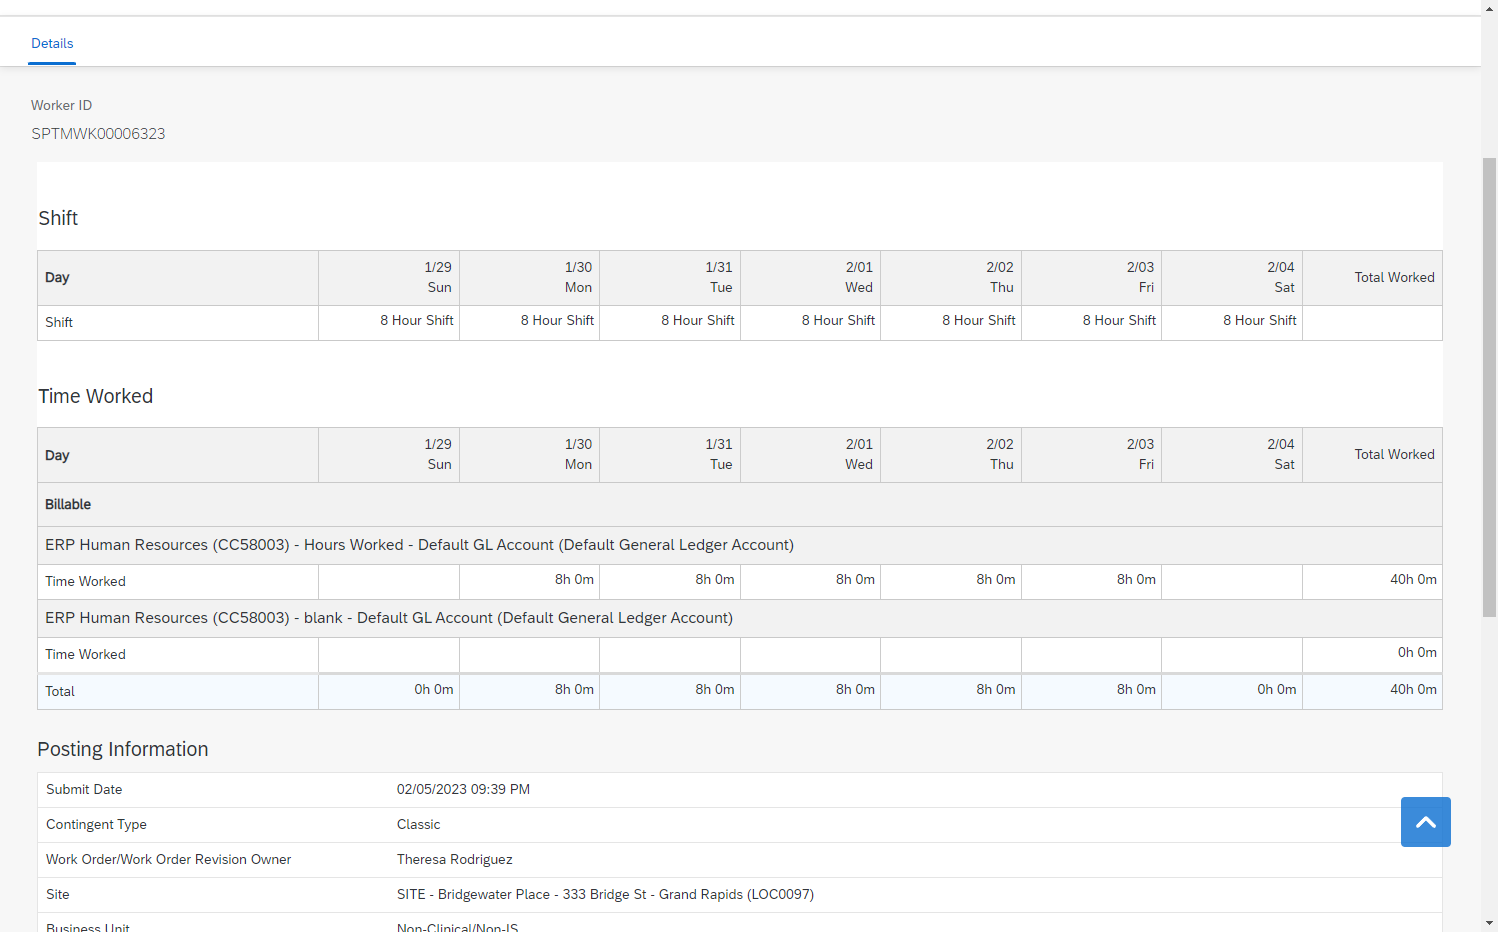 Details
Worker ID
SPTMWK00006323
Shift
Day 1/29 Sun 1/30 Mon 1/31 Tue 2/01 Wed 2/02 Thu 2/03 Fri 2/04 Sat Total Worked
Shift 8 Hour Shift 8 Hour Shift 8 Hour Shift 8 Hour Shift 8 Hour Shift 8 Hour Shift 8 Hour Shift
Time Worked
Day 1/29 Sun 1/30 Mon 1/31 Tue 2/01 Wed 2/02 Thu 2/03 Fri 2/04 Sat Total Worked
Billable
ERP Human Resources (CC58003) - Hours Worked - Default GL Account (Default General Ledger Account)
Time Worked 8h 0m 8h 0m 8h 0m 8h 0m 8h 0m 40h 0m
ERP Human Resources (CC58003) - blank - Default GL Account (Default General Ledger Account)
Time Worked 0h 0m
Total 0h 0m 8h 0m 8h 0m 8h 0m 8h 0m 8h 0m 0h 0m 40h 0m
Posting Information
Submit Date 02/05/2023 09:39 PM
Contingent Type Classic
Work Order/Work Order Revision Owner Theresa Rodriguez
Site SITE - Bridgewater Place - 333 Bridge St - Grand Rapids (LOC0097)
Business Unit Non-Clinical/Non-IS